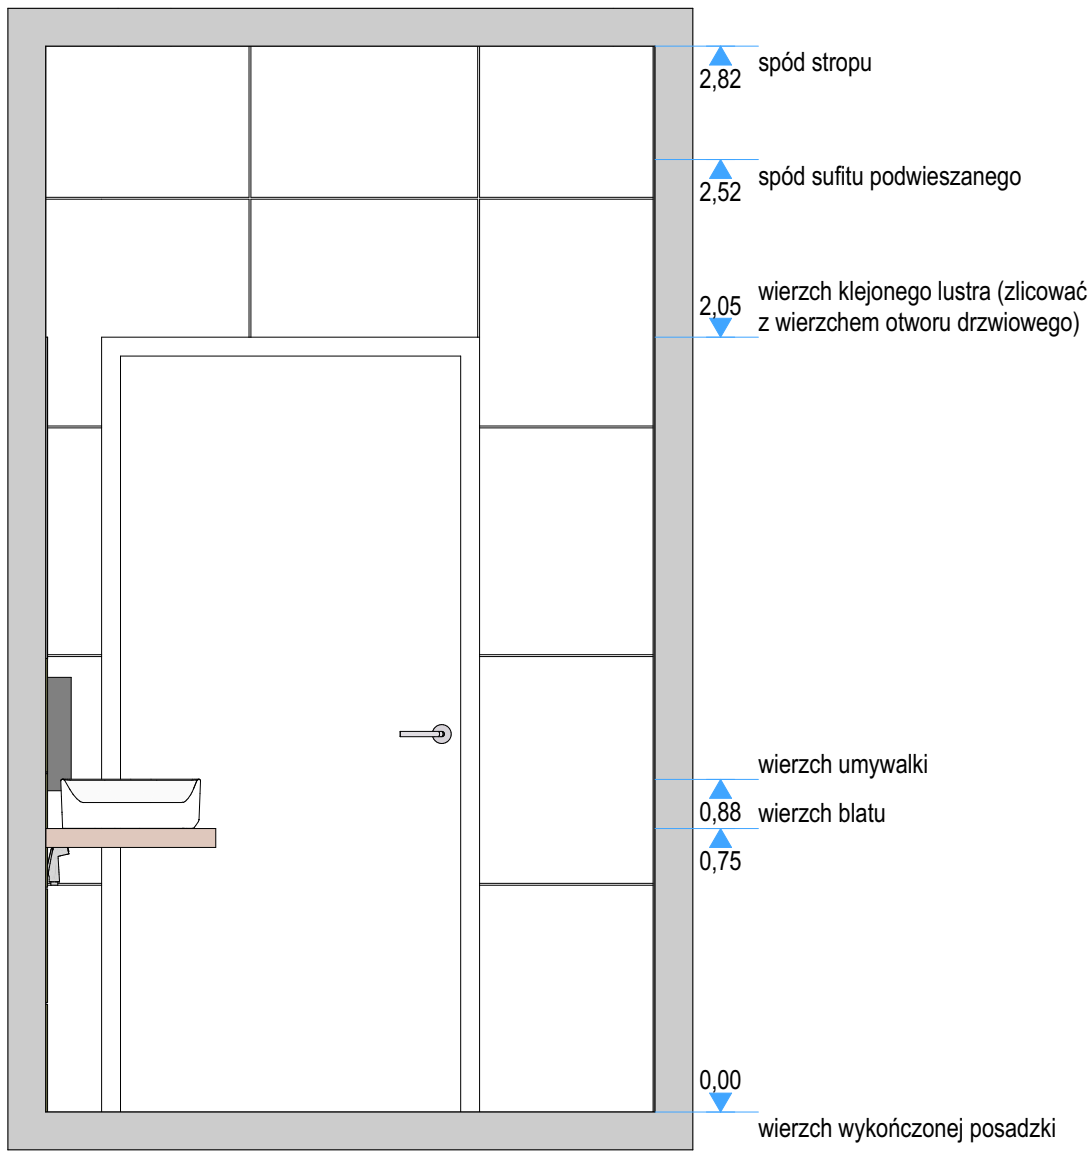 spód stropu
2,82
spód sufitu podwieszanego
2,52
wierzch klejonego lustra (zlicować
2,05
z wierzchem otworu drzwiowego)
wierzch umywalki
0,88
wierzch blatu
0,75
0,00
wierzch wykończonej posadzki